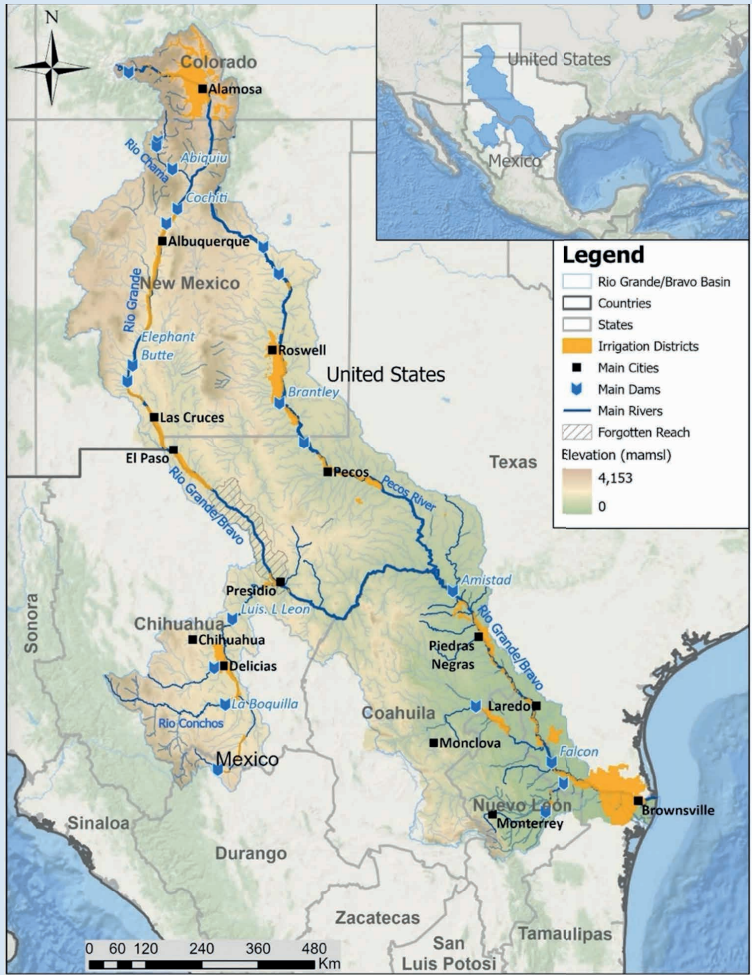 N
Colorado
Alamosa
Rio Chama
Abiquiu
Cochiti
Albuquerque
New Mexico
Rio Grande
Elephant
Butte
Roswell
United States
Brantley
Las Cruces
El Paso
Pecos
Texas
Pecos River
Rio Grande/Bravo
Presidio
Amistad
Luis. L Leon
Sonora
Chihuahua
Chihuahua
Rio Grande/Bravo
Piedras
Negras
Delicias
La Boquilla
Rio Conchos
Coahuila
Laredo
Monclova
Falcon
Mexico
Nuevo León
Brownsville
Monterrey
Sinaloa
Durango
Zacatecas
San
Luis Potosi
Tamaulipas
0 60 120 240 360 480
Km
United States
Mexico
Legend
Rio Grande/Bravo Basin
Countries
States
Irrigation Districts
Main Cities
Main Dams
Main Rivers
Forgotten Reach
Elevation (mamsl)
4,153
0